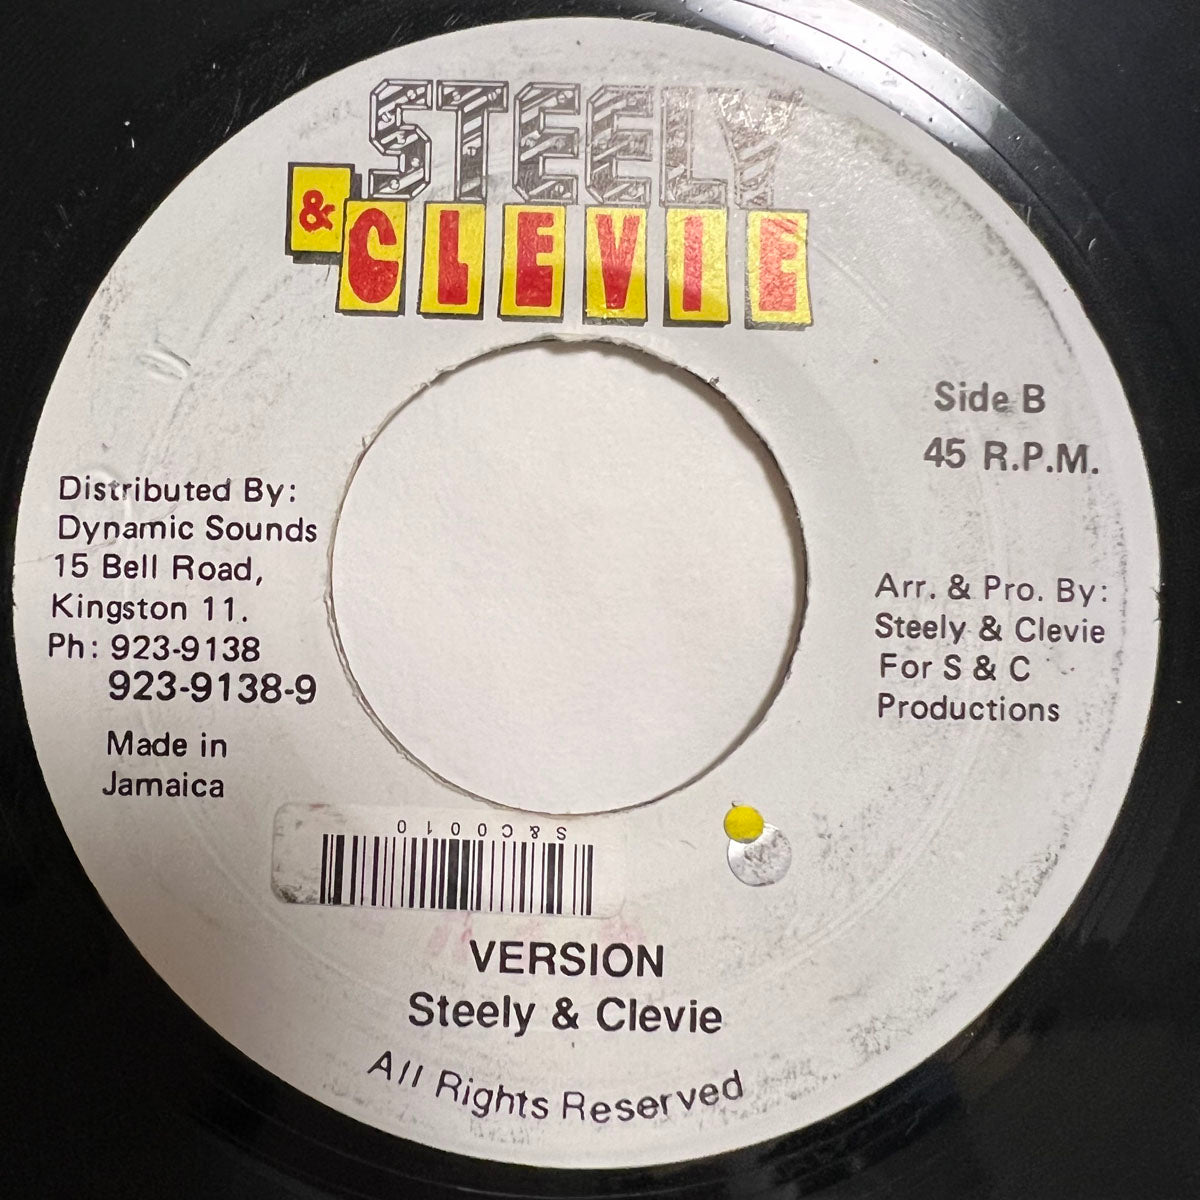 STEELY
& CLEVIE
Side B
45 R.P.M.
Distributed By:
Dynamic Sounds
15 Bell Road,
Kingston 11.
Ph: 923-9138
923-9138-9
Made in
Jamaica
Arr. & Pro. By:
Steely & Clevie
For S & C
Productions
S&C0010
VERSION
Steely & Clevie
All Rights Reserved